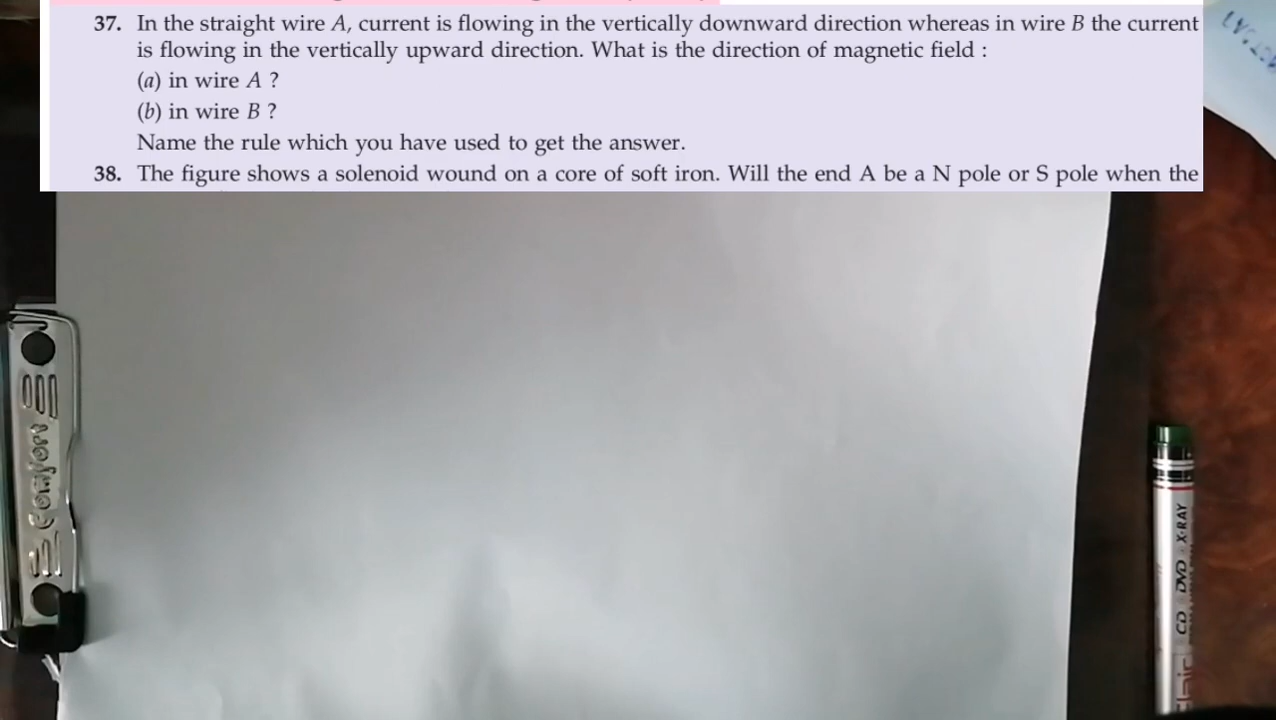 37. In the straight wire A, current is flowing in the vertically downward direction whereas in wire B the current
is flowing in the vertically upward direction. What is the direction of magnetic field :
(a) in wire A ?
(b) in wire B ?
Name the rule which you have used to get the answer.
38. The figure shows a solenoid wound on a core of soft iron. Will the end A be a N pole or S pole when the
Comfort
CD · DVD · X-RAY